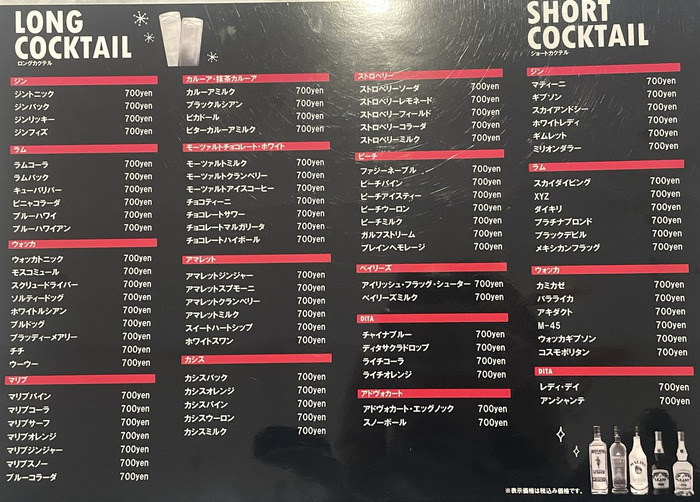 LONG
COCKTAIL
ロングカクテル
ジン
ジントニック 700yen
ジンバック 700yen
ジンリッキー 700yen
ジンフィズ 700yen
ラム
ラムコーラ 700yen
ラムバック 700yen
キューバリバー 700yen
ピニャコラーダ 700yen
ブルーハワイ 700yen
ブルーハワイアン 700yen
ウォッカ
ウォッカトニック 700yen
モスコミュール 700yen
スクリュードライバー 700yen
ソルティードッグ 700yen
ホワイトルシアン 700yen
ブルドッグ 700yen
ブラッディーメアリー 700yen
チチ 700yen
ウーウー 700yen
マリブ
マリブパイン 700yen
マリブコーラ 700yen
マリブサーフ 700yen
マリブオレンジ 700yen
マリブジンジャー 700yen
マリブスノー 700yen
ブルーコラーダ 700yen
カルーア・抹茶カルーア
カルーアミルク 700yen
ブラックルシアン 700yen
ピカドール 700yen
ビターカルーアミルク 700yen
モーツァルトチョコレート・ホワイト
モーツァルトミルク 700yen
モーツァルトクランベリー 700yen
モーツァルトアイスコーヒー 700yen
チョコティーニ 700yen
チョコレートサワー 700yen
チョコレートマルガリータ 700yen
チョコレートハイボール 700yen
アマレット
アマレットジンジャー 700yen
アマレットスプモーニ 700yen
アマレットクランベリー 700yen
アマレットミルク 700yen
スイートハートシップ 700yen
ホワイトスワン 700yen
カシス
カシスバック 700yen
カシスオレンジ 700yen
カシスパイン 700yen
カシスウーロン 700yen
カシスミルク 700yen
ストロベリー
ストロベリーソーダ 700yen
ストロベリーレモネード 700yen
ストロベリーフィールド 700yen
ストロベリーコラーダ 700yen
ストロベリーミルク 700yen
ピーチ
ファジーネーブル 700yen
ピーチパイン 700yen
ピーチアイスティー 700yen
ピーチウーロン 700yen
ピーチミルク 700yen
ガルフストリーム 700yen
ブレインヘモレージ 700yen
ベイリーズ
アイリッシュ・フラッグ・シューター 700yen
ベイリーズミルク 700yen
DITA
チャイナブルー 700yen
ディタサクラドロップ 700yen
ライチコーラ 700yen
ライチオレンジ 700yen
アドヴォカート
アドヴォカート・エッグノック 700yen
スノーボール 700yen
SHORT
COCKTAIL
ショートカクテル
ジン
マティーニ 700yen
ギブソン 700yen
スカイアンドシー 700yen
ホワイトレディ 700yen
ギムレット 700yen
ミリオンダラー 700yen
ラム
スカイダイビング 700yen
XYZ 700yen
ダイキリ 700yen
プラチナブロンド 700yen
ブラックデビル 700yen
メキシカンフラッグ 700yen
ウォッカ
カミカゼ 700yen
バラライカ 700yen
アキダクト 700yen
M-45 700yen
ウォッカギブソン 700yen
コスモポリタン 700yen
DITA
レディ・デイ 700yen
アンシャンテ 700yen
※表示価格は税込み価格です。